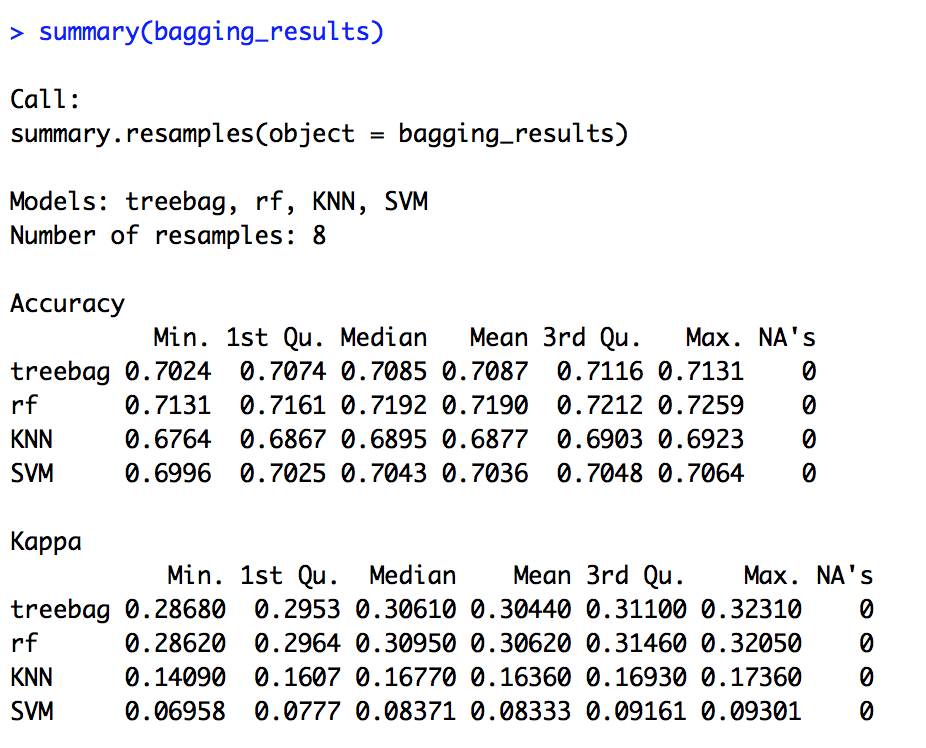 > summary(bagging_results)
Call:
summary.resamples(object = bagging_results)
Models: treebag, rf, KNN, SVM
Number of resamples: 8
Accuracy
Min. 1st Qu. Median Mean 3rd Qu. Max. NA's
treebag 0.7024 0.7074 0.7085 0.7087 0.7116 0.7131 0
rf 0.7131 0.7161 0.7192 0.7190 0.7212 0.7259 0
KNN 0.6764 0.6867 0.6895 0.6877 0.6903 0.6923 0
SVM 0.6996 0.7025 0.7043 0.7036 0.7048 0.7064 0
Kappa
Min. 1st Qu. Median Mean 3rd Qu. Max. NA's
treebag 0.28680 0.2953 0.30610 0.30440 0.31100 0.32310 0
rf 0.28620 0.2964 0.30950 0.30620 0.31460 0.32050 0
KNN 0.14090 0.1607 0.16770 0.16360 0.16930 0.17360 0
SVM 0.06958 0.0777 0.08371 0.08333 0.09161 0.09301 0